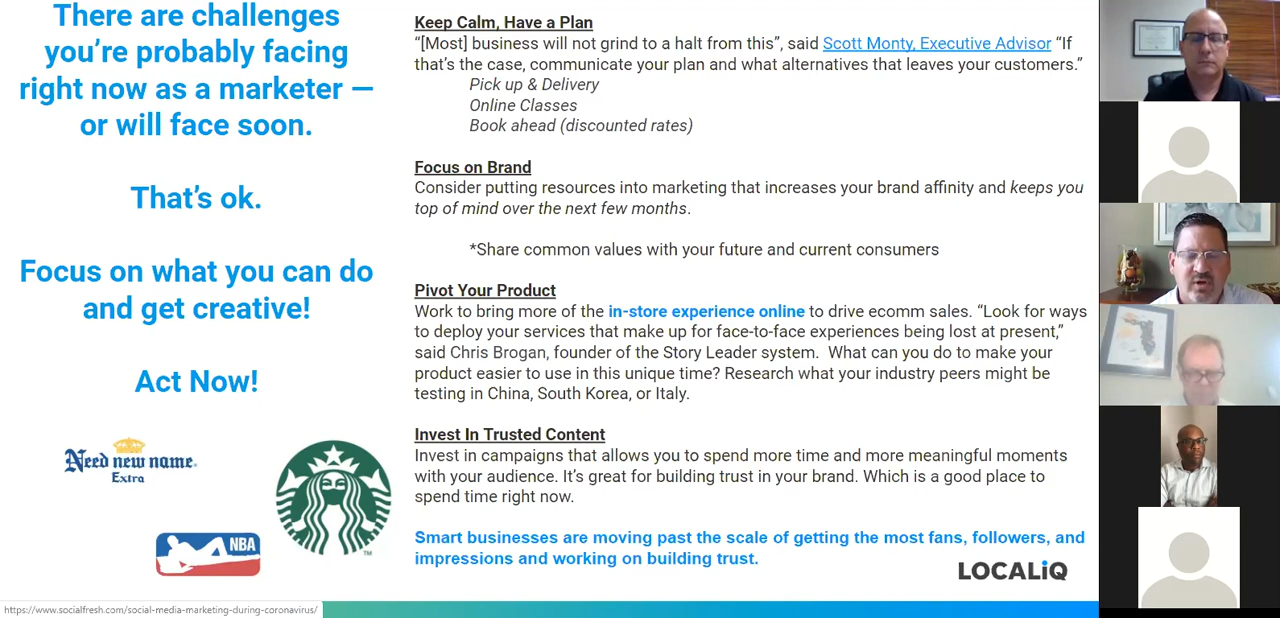 There are challenges
you’re probably facing
right now as a marketer —
or will face soon.
That’s ok.
Focus on what you can do
and get creative!
Act Now!
Need new name.
Extra
NBA
TM
Keep Calm, Have a Plan
“[Most] business will not grind to a halt from this”, said Scott Monty, Executive Advisor “If
that’s the case, communicate your plan and what alternatives that leaves your customers.”
Pick up & Delivery
Online Classes
Book ahead (discounted rates)
Focus on Brand
Consider putting resources into marketing that increases your brand affinity and keeps you
top of mind over the next few months.
*Share common values with your future and current consumers
Pivot Your Product
Work to bring more of the in-store experience online to drive ecomm sales. “Look for ways
to deploy your services that make up for face-to-face experiences being lost at present,”
said Chris Brogan, founder of the Story Leader system. What can you do to make your
product easier to use in this unique time? Research what your industry peers might be
testing in China, South Korea, or Italy.
Invest In Trusted Content
Invest in campaigns that allows you to spend more time and more meaningful moments
with your audience. It’s great for building trust in your brand. Which is a good place to
spend time right now.
Smart businesses are moving past the scale of getting the most fans, followers, and
impressions and working on building trust.
LOCALiQ
https://www.socialfresh.com/social-media-marketing-during-coronavirus/